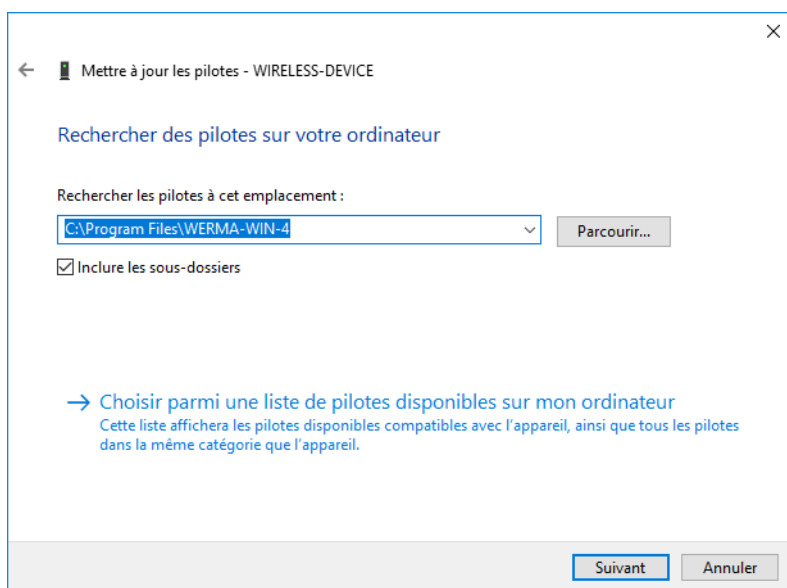 Mettre à jour les pilotes - WIRELESS-DEVICE
Rechercher des pilotes sur votre ordinateur
Rechercher les pilotes à cet emplacement :
C:\Program Files\WERMA-WIN-4
Parcourir...
Inclure les sous-dossiers
Choisir parmi une liste de pilotes disponibles sur mon ordinateur
Cette liste affichera les pilotes disponibles compatibles avec l’appareil, ainsi que tous les pilotes
dans la même catégorie que l’appareil.
Suivant
Annuler